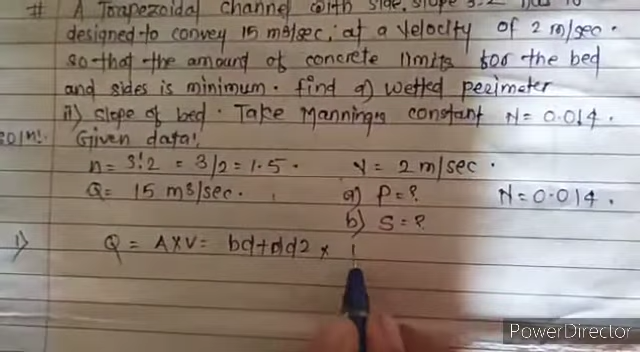 # A Trapezoidal channel with side slope 3:2
designed to convey 15 m3/sec, at a velocity of 2 m/sec.
so that the amount of concrete limits for the bed
and sides is minimum. find a) wetted perimeter
ii) slope of bed. Take Mannings constant N = 0.014.
Soln:. Given data:
n = 3:2 = 3/2 = 1.5. V = 2 m/sec.
Q = 15 m3/sec. a) P = ? N = 0.014.
b) S = ?
1) Q = A×V = bd+nd2 ×
PowerDirector